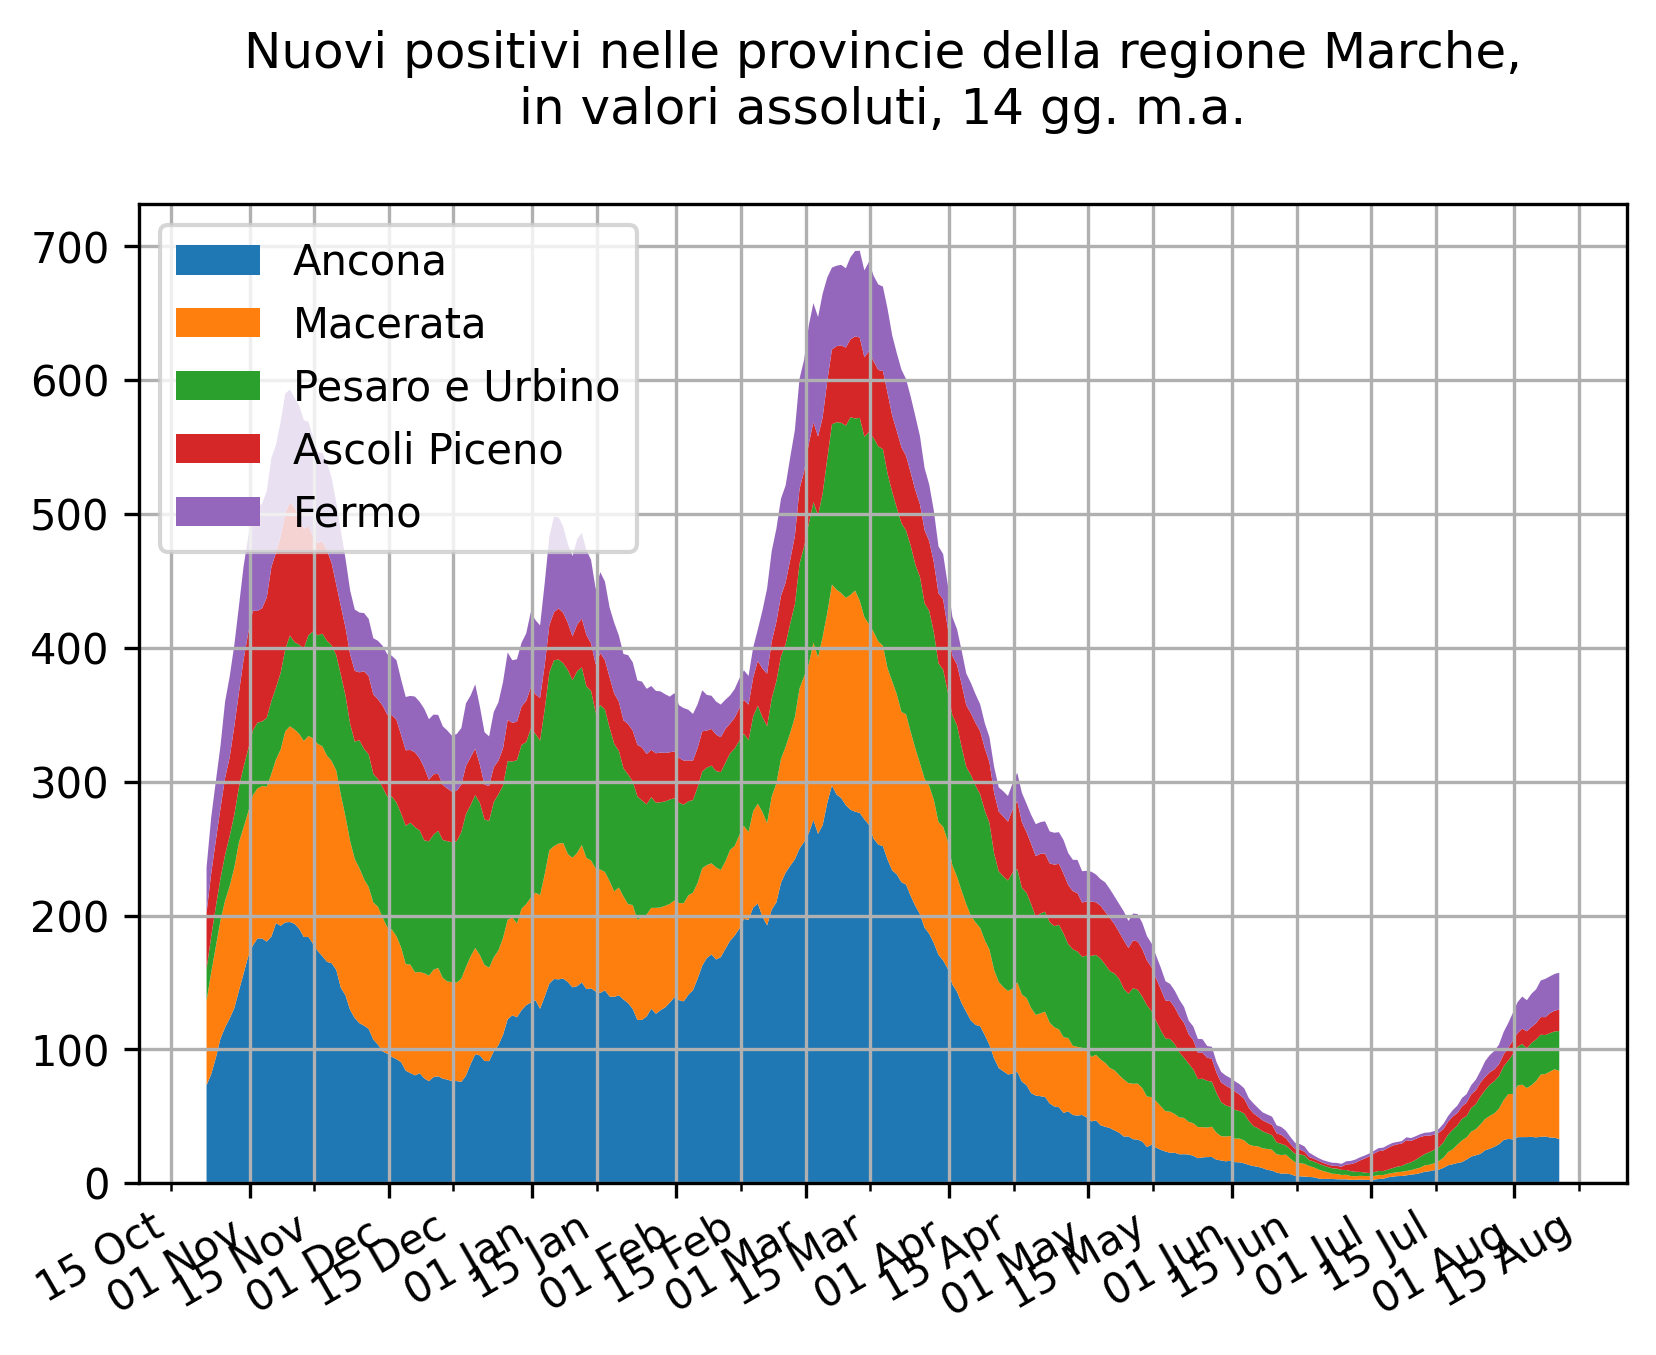 Nuovi positivi nelle provincie della regione Marche,
in valori assoluti, 14 gg. m.a.
700
600
500
400
300
200
100
0
Ancona
Macerata
Pesaro e Urbino
Ascoli Piceno
Fermo
15 Oct
01 Nov
15 Nov
01 Dec
15 Dec
01 Jan
15 Jan
01 Feb
15 Feb
01 Mar
15 Mar
01 Apr
15 Apr
01 May
15 May
01 Jun
15 Jun
01 Jul
15 Jul
01 Aug
15 Aug